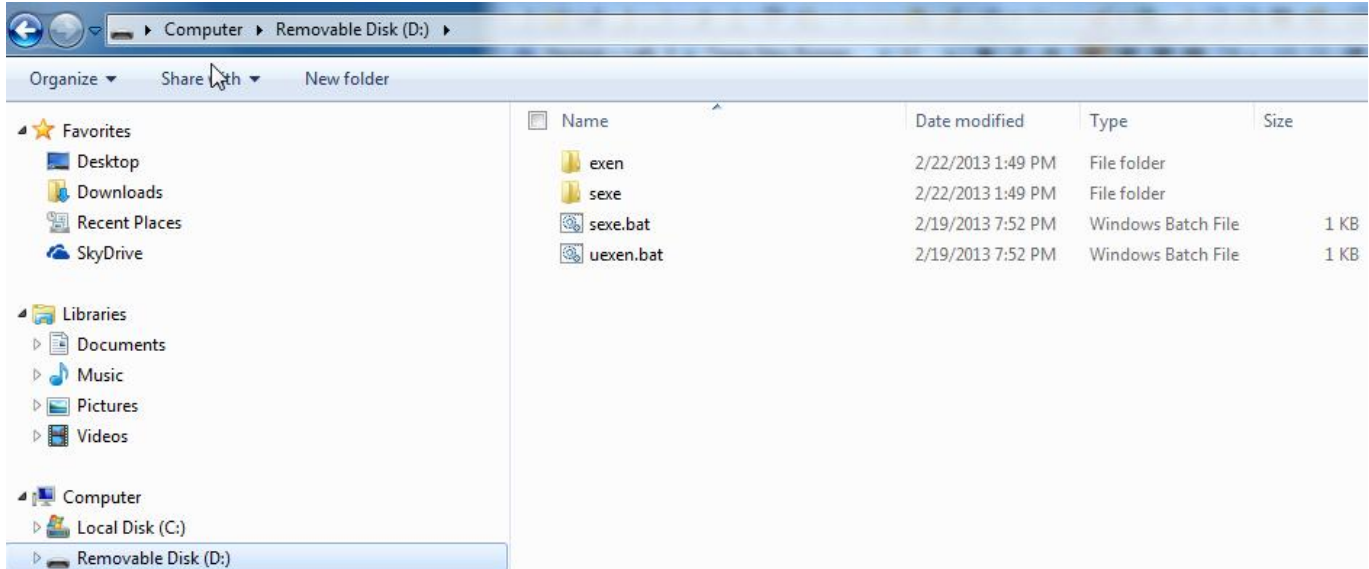 Computer Removable Disk (D:)
Organize Share with New folder
Favorites
Desktop
Downloads
Recent Places
SkyDrive
Libraries
Documents
Music
Pictures
Videos
Computer
Local Disk (C:)
Removable Disk (D:)
Name Date modified Type Size
exen 2/22/2013 1:49 PM File folder
sexe 2/22/2013 1:49 PM File folder
sexe.bat 2/19/2013 7:52 PM Windows Batch File 1 KB
uexen.bat 2/19/2013 7:52 PM Windows Batch File 1 KB